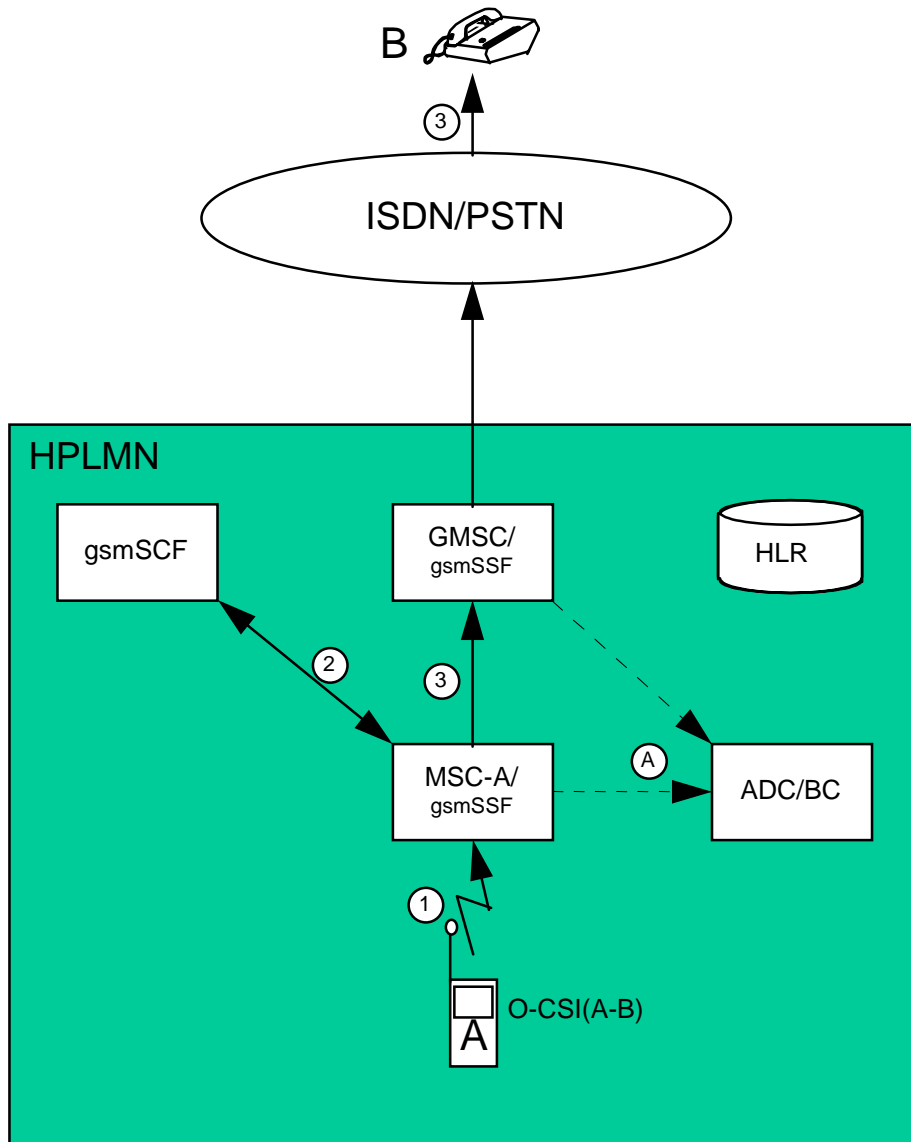 B
3
ISDN/PSTN
HPLMN
gsmSCF
GMSC/
gsmSSF
HLR
2
3
MSC-A/
gsmSSF
A
ADC/BC
1
O-CSI(A-B)
A